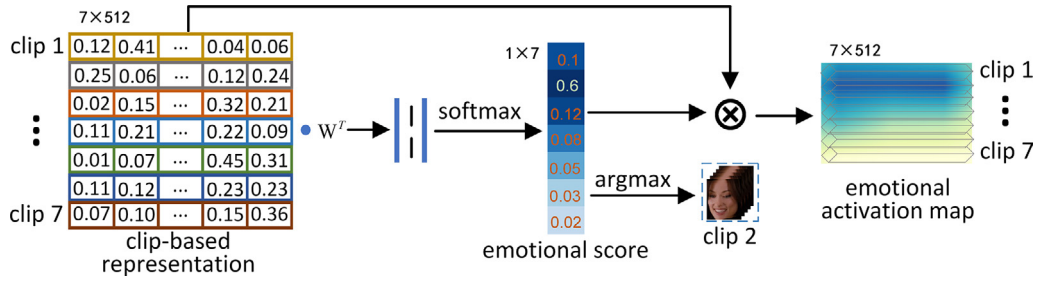 7×512
clip 1 0.12 0.41 ... 0.04 0.06
0.25 0.06 ... 0.12 0.24
0.02 0.15 ... 0.32 0.21
0.11 0.21 ... 0.22 0.09
0.01 0.07 ... 0.45 0.31
0.11 0.12 ... 0.23 0.23
clip 7 0.07 0.10 ... 0.15 0.36
clip-based
representation
• W^T
softmax
1×7
0.1
0.6
0.12
0.08
0.05
0.03
0.02
emotional score
argmax
clip 2
7×512
clip 1
clip 7
emotional
activation map